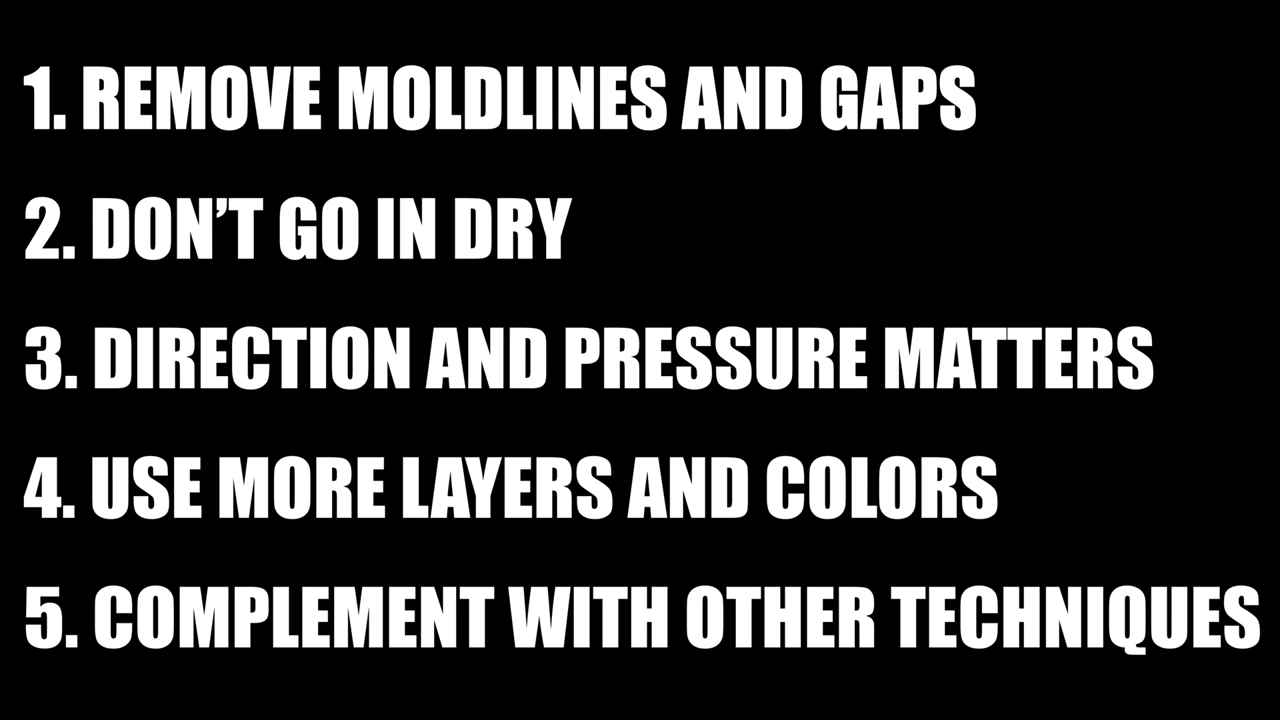 1. REMOVE MOLDLINES AND GAPS
2. DON’T GO IN DRY
3. DIRECTION AND PRESSURE MATTERS
4. USE MORE LAYERS AND COLORS
5. COMPLEMENT WITH OTHER TECHNIQUES